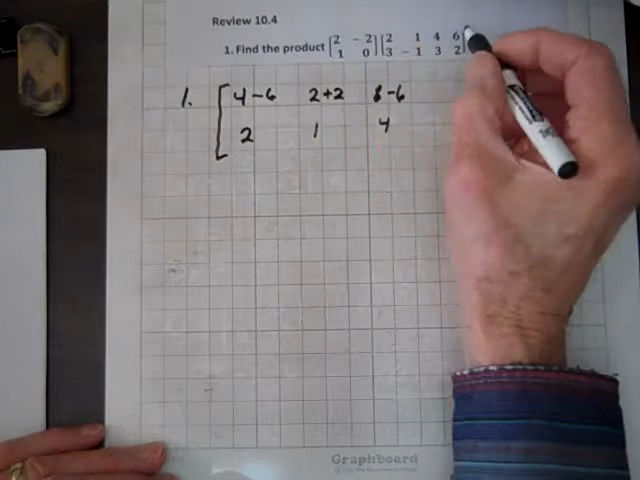 Review 10.4
1. Find the product [2 - 2] [2 1 4 6]
1 0 3 - 1 3 2
1. [4-6 2+2 8-6
2 1 4
Graphboard